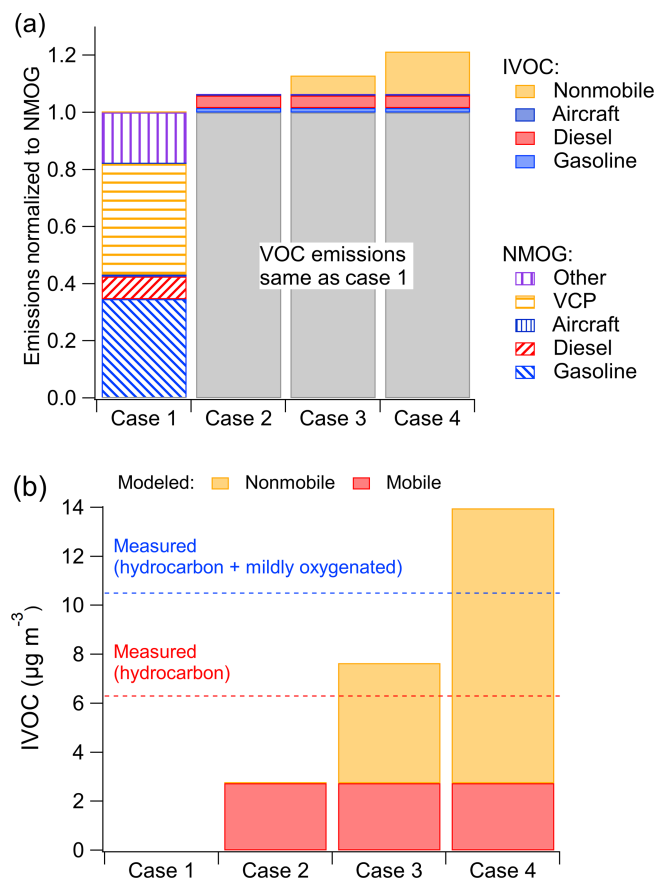 (a)
Emissions normalized to NMOG
1.2
1.0
0.8
0.6
0.4
0.2
0.0
VOC emissions
same as case 1
Case 1
Case 2
Case 3
Case 4
IVOC:
Nonmobile
Aircraft
Diesel
Gasoline
NMOG:
Other
VCP
Aircraft
Diesel
Gasoline
(b)
Modeled: Nonmobile Mobile
IVOC (µg m⁻³)
14
12
10
8
6
4
2
0
Measured
(hydrocarbon + mildly oxygenated)
Measured
(hydrocarbon)
Case 1
Case 2
Case 3
Case 4